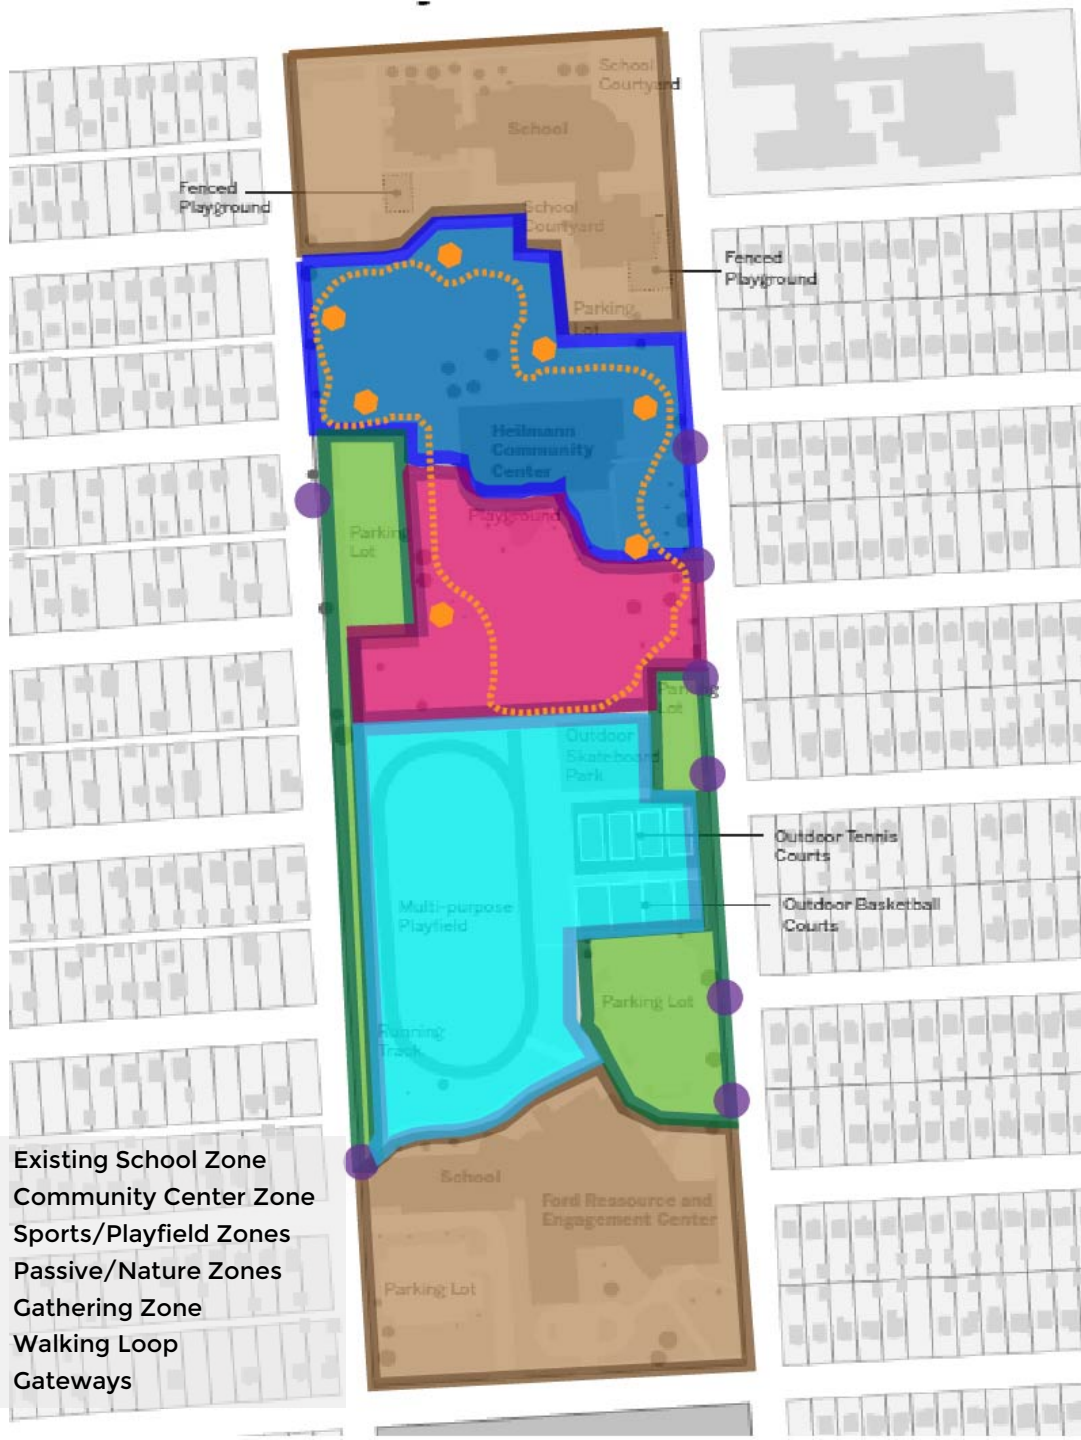 School
Courtyard
School
Fenced
Playground
School
Courtyard
Fenced
Playground
Parking
Lot
Heilmann
Community
Center
Playground
Parking
Lot
Parking
Lot
Outdoor
Skateboard
Park
Outdoor Tennis
Courts
Multi-purpose
Playfield
Outdoor Basketball
Courts
Parking Lot
Running
Track
School
Ford Ressource and
Engagement Center
Parking Lot
Existing School Zone
Community Center Zone
Sports/Playfield Zones
Passive/Nature Zones
Gathering Zone
Walking Loop
Gateways